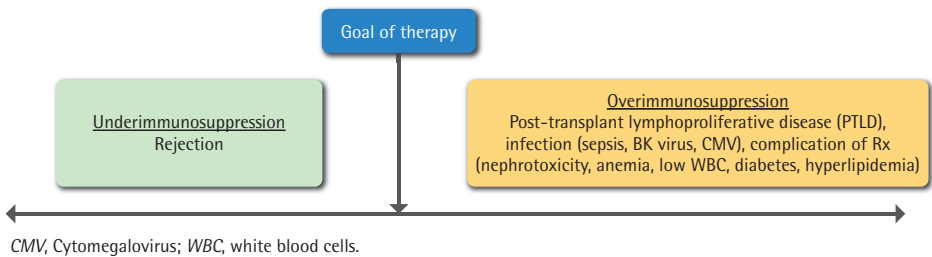 Goal of therapy
Underimmunosuppression
Rejection
Overimmunosuppression
Post-transplant lymphoproliferative disease (PTLD),
infection (sepsis, BK virus, CMV), complication of Rx
(nephrotoxicity, anemia, low WBC, diabetes, hyperlipidemia)
CMV, Cytomegalovirus; WBC, white blood cells.